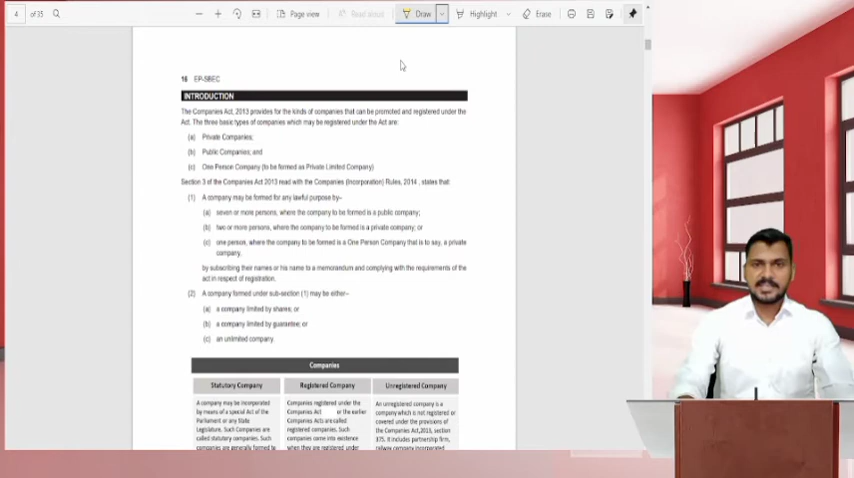 4 of 35 Page view Read aloud Draw Highlight Erase
16 EP-SBEC
INTRODUCTION
The Companies Act, 2013 provides for the kinds of companies that can be promoted and registered under the
Act. The three basic types of companies which may be registered under the Act are:
(a) Private Companies;
(b) Public Companies; and
(c) One Person Company (to be formed as Private Limited Company)
Section 3 of the Companies Act 2013 read with the Companies (Incorporation) Rules, 2014 , states that:
(1) A company may be formed for any lawful purpose by–
(a) seven or more persons, where the company to be formed is a public company;
(b) two or more persons, where the company to be formed is a private company; or
(c) one person, where the company to be formed is a One Person Company that is to say, a private
company,
by subscribing their names or his name to a memorandum and complying with the requirements of the
act in respect of registration.
(2) A company formed under sub-section (1) may be either–
(a) a company limited by shares; or
(b) a company limited by guarantee; or
(c) an unlimited company.
Companies
Statutory Company
A company may be incorporated
by means of a special Act of the
Parliament or any State
Legislature. Such Companies are
called statutory companies. Such
companies are generally formed to
Registered Company
Companies registered under the
Companies Act or the earlier
Companies Acts are called
registered companies. Such
companies come into existence
when they are registered under
Unregistered Company
An unregistered company is a
company which is not registered or
covered under the provisions of
the Companies Act,2013, section
375. It includes partnership firm,
railway company incorporated